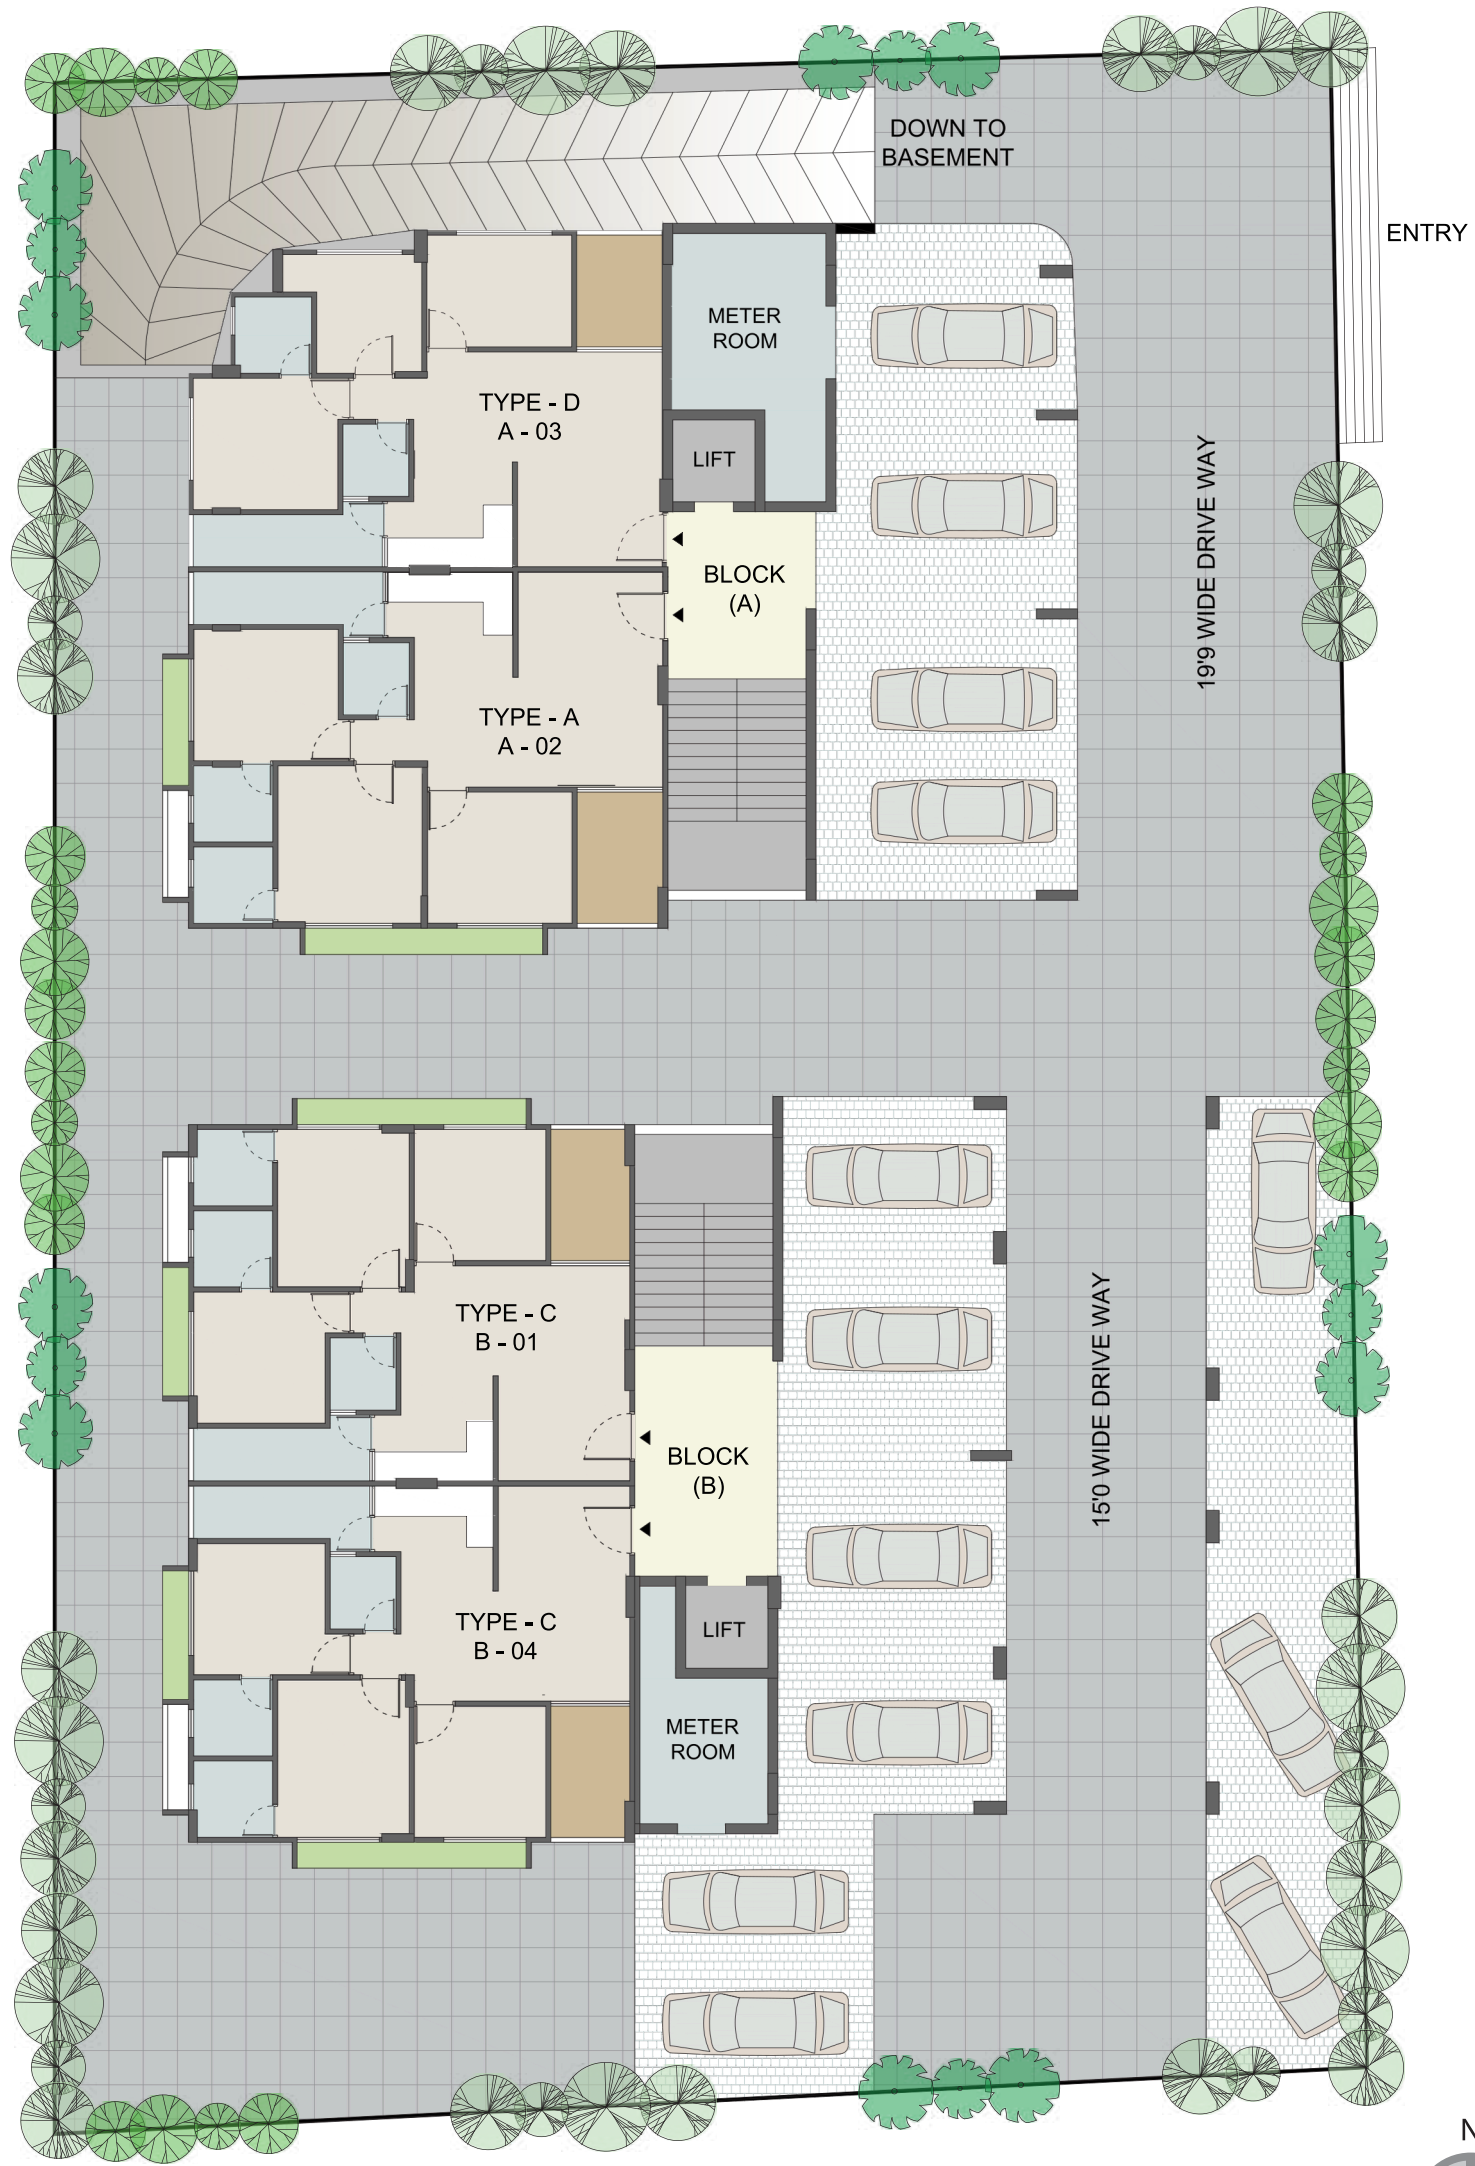 DOWN TO
BASEMENT
ENTRY
METER
ROOM
TYPE - D
A - 03
LIFT
19'9 WIDE DRIVE WAY
BLOCK
(A)
TYPE - A
A - 02
TYPE - C
B - 01
15'0 WIDE DRIVE WAY
BLOCK
(B)
TYPE - C
B - 04
LIFT
METER
ROOM
N